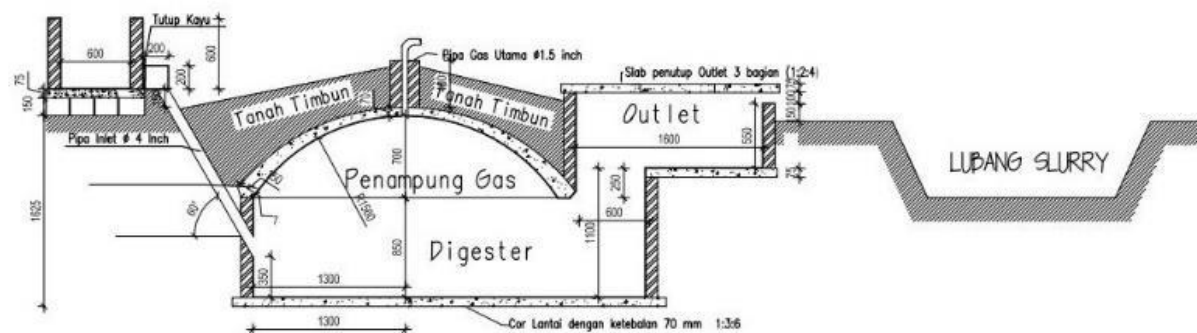 Tutup Kayu
200
600
600
200
75
150
Pipa Gas Utama Ø1.5 inch
Slab penutup Outlet 3 bagian (1:2:4)
Tanah Timbun
Tanah Timbun
Outlet
1600
550
LUBANG SLURRY
Pipa Inlet Ø 4 Inch
700
Penampung Gas
R1560
250
75
600
1625
60°
1100
850
Digester
350
1300
1300
Cor Lantai dengan ketebalan 70 mm 1:3:6